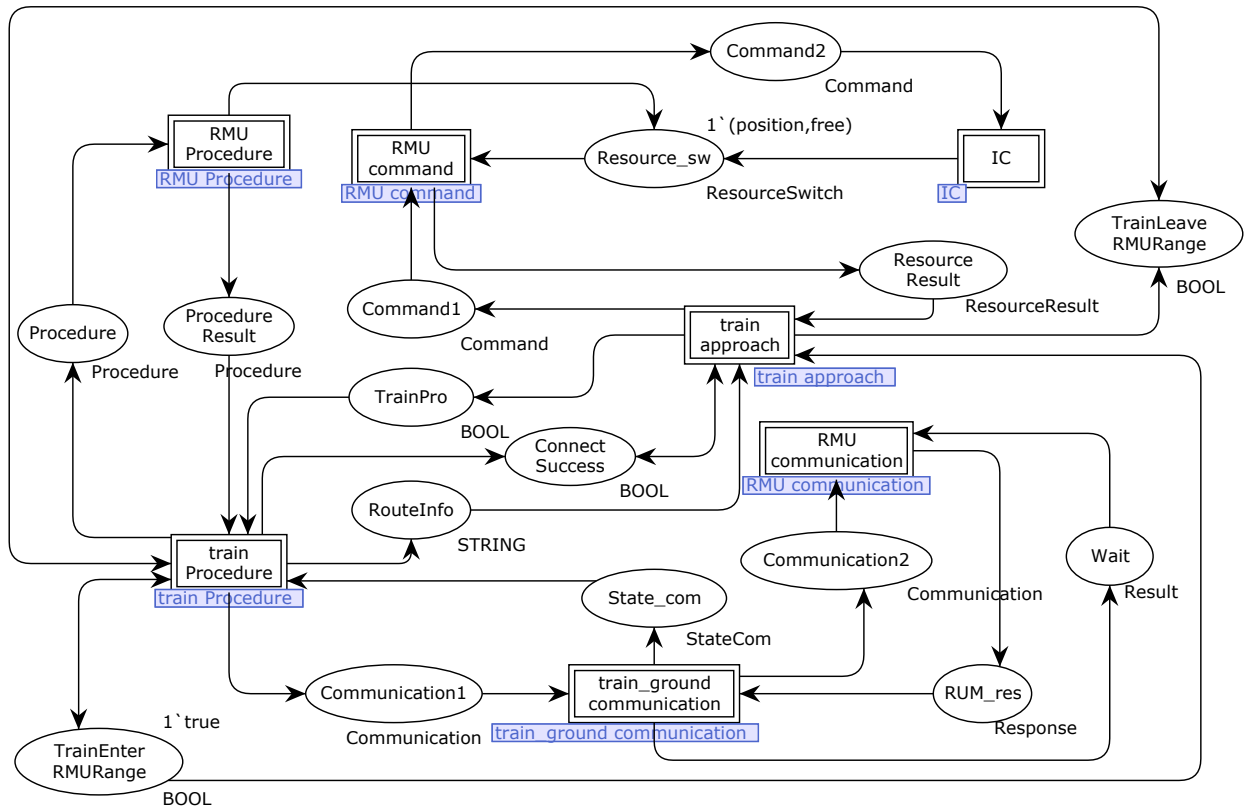 Command2
Command
RMU
Procedure
RMU Procedure
RMU
command
RMU command
1`(position,free)
Resource_sw
ResourceSwitch
IC
IC
TrainLeave
RMURange
BOOL
Resource
Result
ResourceResult
Procedure
Procedure
Procedure
Result
Procedure
Command1
Command
train
approach
train approach
TrainPro
BOOL
Connect
Success
BOOL
RMU
communication
RMU communication
RouteInfo
STRING
train
Procedure
train Procedure
Communication2
Communication
Wait
Result
State_com
StateCom
Communication1
Communication
train_ground
communication
train_ground communication
RUM_res
Response
1`true
TrainEnter
RMURange
BOOL